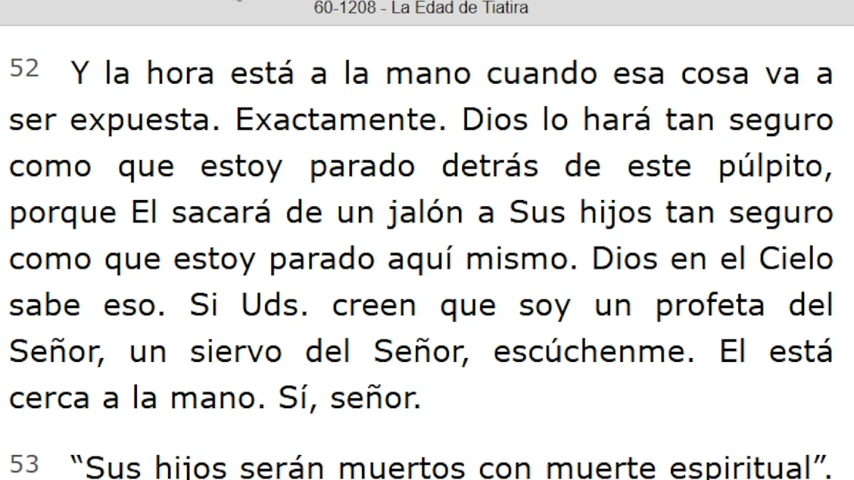 60-1208 - La Edad de Tiatira
52 Y la hora está a la mano cuando esa cosa va a
ser expuesta. Exactamente. Dios lo hará tan seguro
como que estoy parado detrás de este púlpito,
porque El sacará de un jalón a Sus hijos tan seguro
como que estoy parado aquí mismo. Dios en el Cielo
sabe eso. Si Uds. creen que soy un profeta del
Señor, un siervo del Señor, escúchenme. El está
cerca a la mano. Sí, señor.
53 “Sus hijos serán muertos con muerte espiritual”.